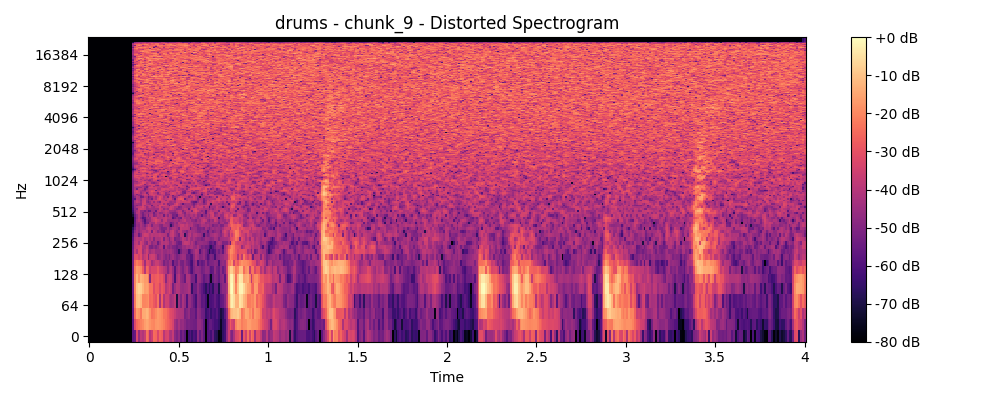 drums - chunk_9 - Distorted Spectrogram
Hz
16384
8192
4096
2048
1024
512
256
128
64
0
0
0.5
1
1.5
2
2.5
3
3.5
4
Time
+0 dB
-10 dB
-20 dB
-30 dB
-40 dB
-50 dB
-60 dB
-70 dB
-80 dB